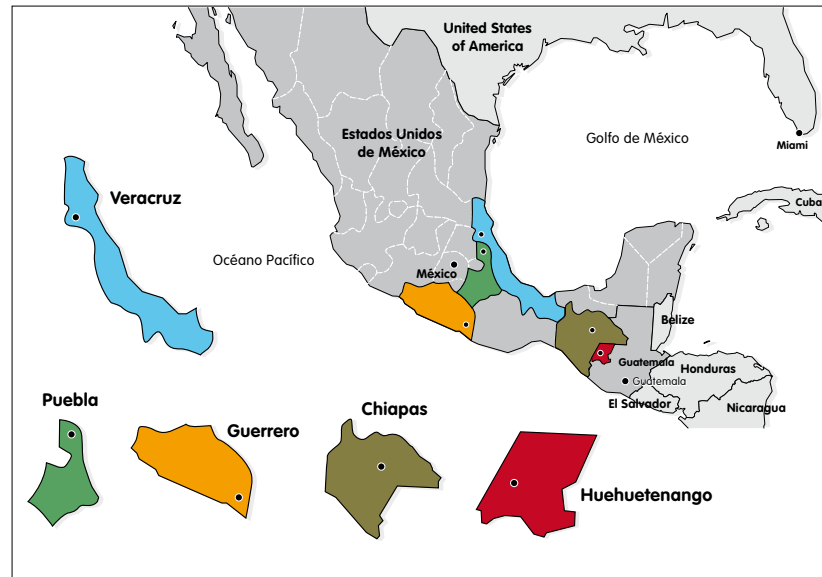 United States
of America
Estados Unidos
de México
Golfo de México
Miami
Cuba
Veracruz
Océano Pacífico
México
Belize
Guatemala
Honduras
Guatemala
El Salvador
Nicaragua
Puebla
Guerrero
Chiapas
Huehuetenango